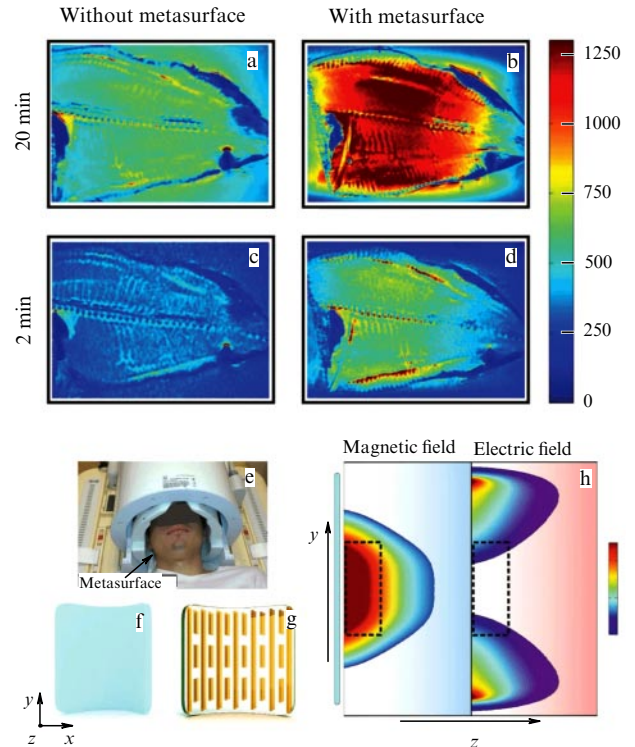 Without metasurface
With metasurface
20 min
a
b
1250
1000
750
500
250
0
2 min
c
d
e
Metasurface
f
g
y
z
x
Magnetic field
Electric field
h
y
z